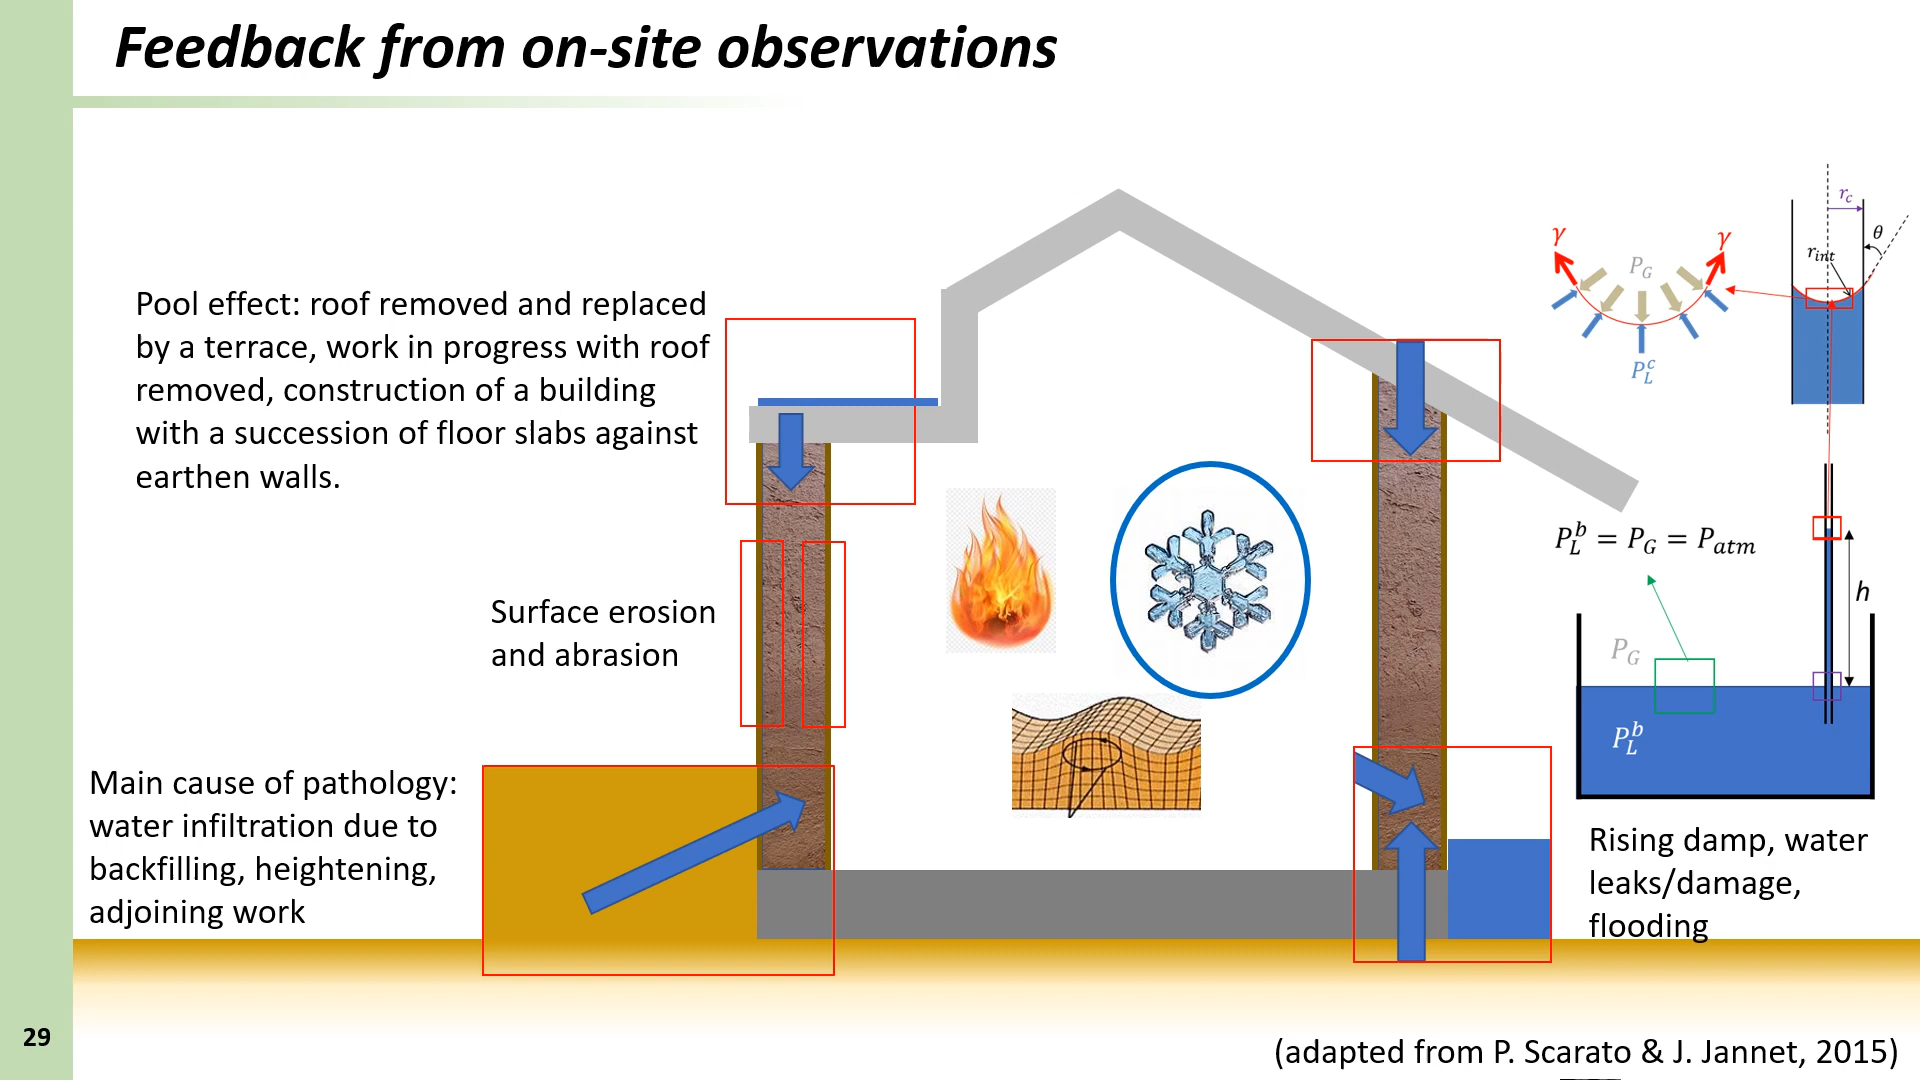 Feedback from on-site observations
Pool effect: roof removed and replaced
by a terrace, work in progress with roof
removed, construction of a building
with a succession of floor slabs against
earthen walls.
Surface erosion
and abrasion
Main cause of pathology:
water infiltration due to
backfilling, heightening,
adjoining work
γ
γ
P_G
P_L^c
r_c
θ
r_int
P_L^b = P_G = P_atm
h
P_G
P_L^b
Rising damp, water
leaks/damage,
flooding
29
(adapted from P. Scarato & J. Jannet, 2015)